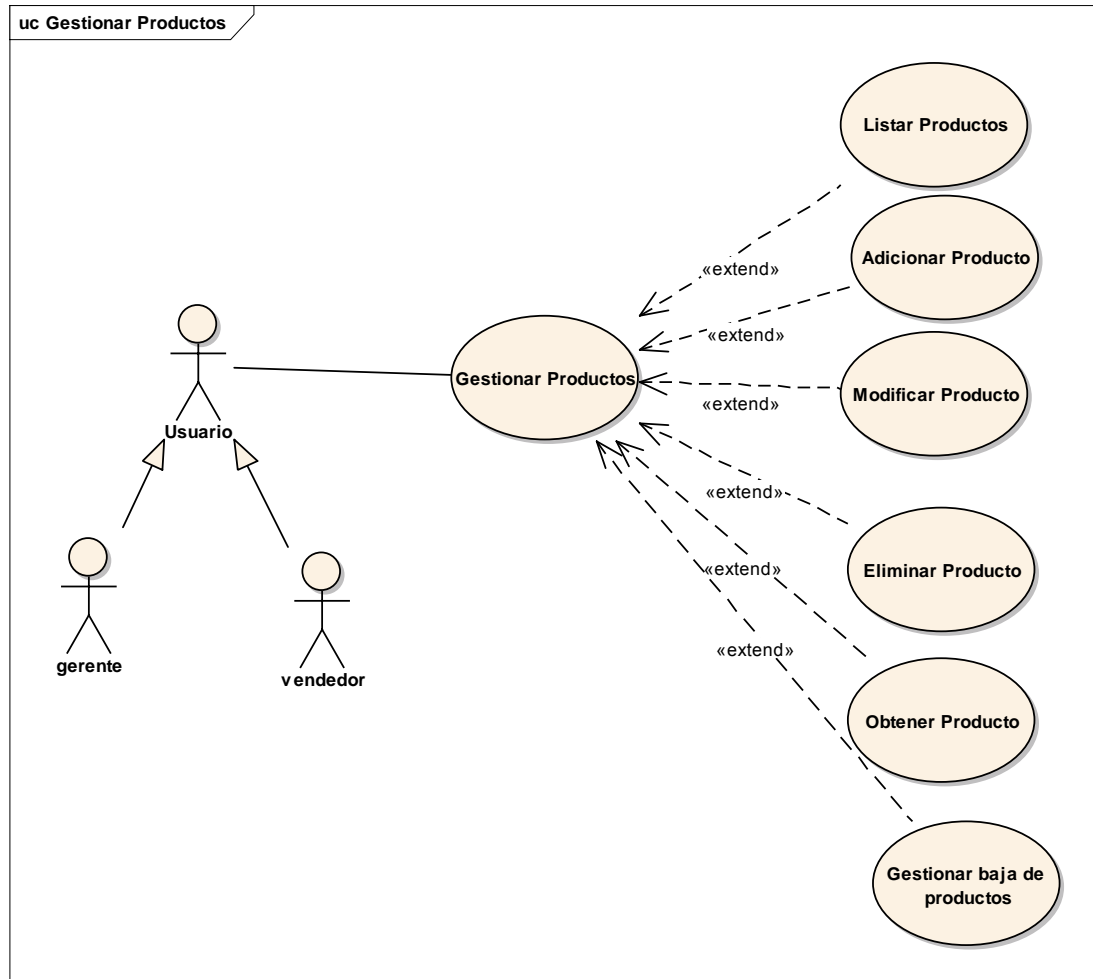 uc Gestionar Productos
Listar Productos
Adicionar Producto
«extend»
«extend»
Gestionar Productos
Modificar Producto
«extend»
Usuario
«extend»
Eliminar Producto
«extend»
gerente
vendedor
«extend»
Obtener Producto
Gestionar baja de
productos